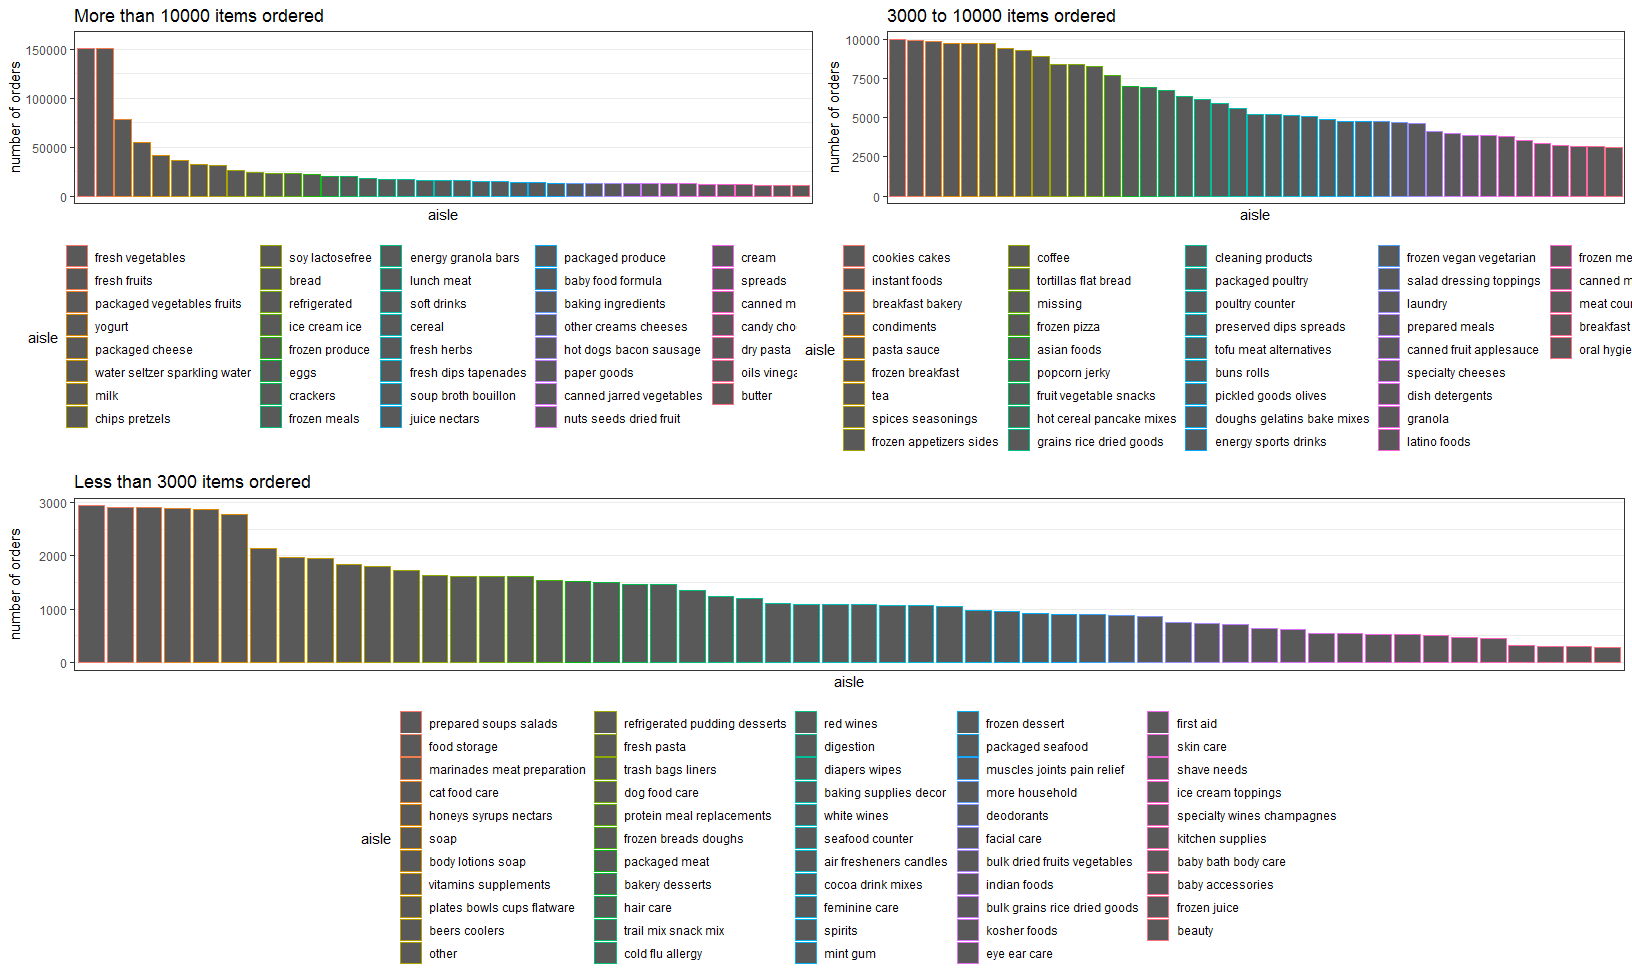 More than 10000 items ordered
number of orders
150000
100000
50000
0
aisle
aisle
fresh vegetables
fresh fruits
packaged vegetables fruits
yogurt
packaged cheese
water seltzer sparkling water
milk
chips pretzels
soy lactosefree
bread
refrigerated
ice cream ice
frozen produce
eggs
crackers
frozen meals
energy granola bars
lunch meat
soft drinks
cereal
fresh herbs
fresh dips tapenades
soup broth bouillon
juice nectars
packaged produce
baby food formula
baking ingredients
other creams cheeses
hot dogs bacon sausage
paper goods
canned jarred vegetables
nuts seeds dried fruit
cream
spreads
canned m
candy cho
dry pasta
oils vinega
butter
3000 to 10000 items ordered
number of orders
10000
7500
5000
2500
0
aisle
aisle
cookies cakes
instant foods
breakfast bakery
condiments
pasta sauce
frozen breakfast
tea
spices seasonings
frozen appetizers sides
coffee
tortillas flat bread
missing
frozen pizza
asian foods
popcorn jerky
fruit vegetable snacks
hot cereal pancake mixes
grains rice dried goods
cleaning products
packaged poultry
poultry counter
preserved dips spreads
tofu meat alternatives
buns rolls
pickled goods olives
doughs gelatins bake mixes
energy sports drinks
frozen vegan vegetarian
salad dressing toppings
laundry
prepared meals
canned fruit applesauce
specialty cheeses
dish detergents
granola
latino foods
frozen me
canned m
meat cour
breakfast
oral hygie
Less than 3000 items ordered
number of orders
3000
2000
1000
0
aisle
aisle
prepared soups salads
food storage
marinades meat preparation
cat food care
honeys syrups nectars
soap
body lotions soap
vitamins supplements
plates bowls cups flatware
beers coolers
other
refrigerated pudding desserts
fresh pasta
trash bags liners
dog food care
protein meal replacements
frozen breads doughs
packaged meat
bakery desserts
hair care
trail mix snack mix
cold flu allergy
red wines
digestion
diapers wipes
baking supplies decor
white wines
seafood counter
air fresheners candles
cocoa drink mixes
feminine care
spirits
mint gum
frozen dessert
packaged seafood
muscles joints pain relief
more household
deodorants
facial care
bulk dried fruits vegetables
indian foods
bulk grains rice dried goods
kosher foods
eye ear care
first aid
skin care
shave needs
ice cream toppings
specialty wines champagnes
kitchen supplies
baby bath body care
baby accessories
frozen juice
beauty